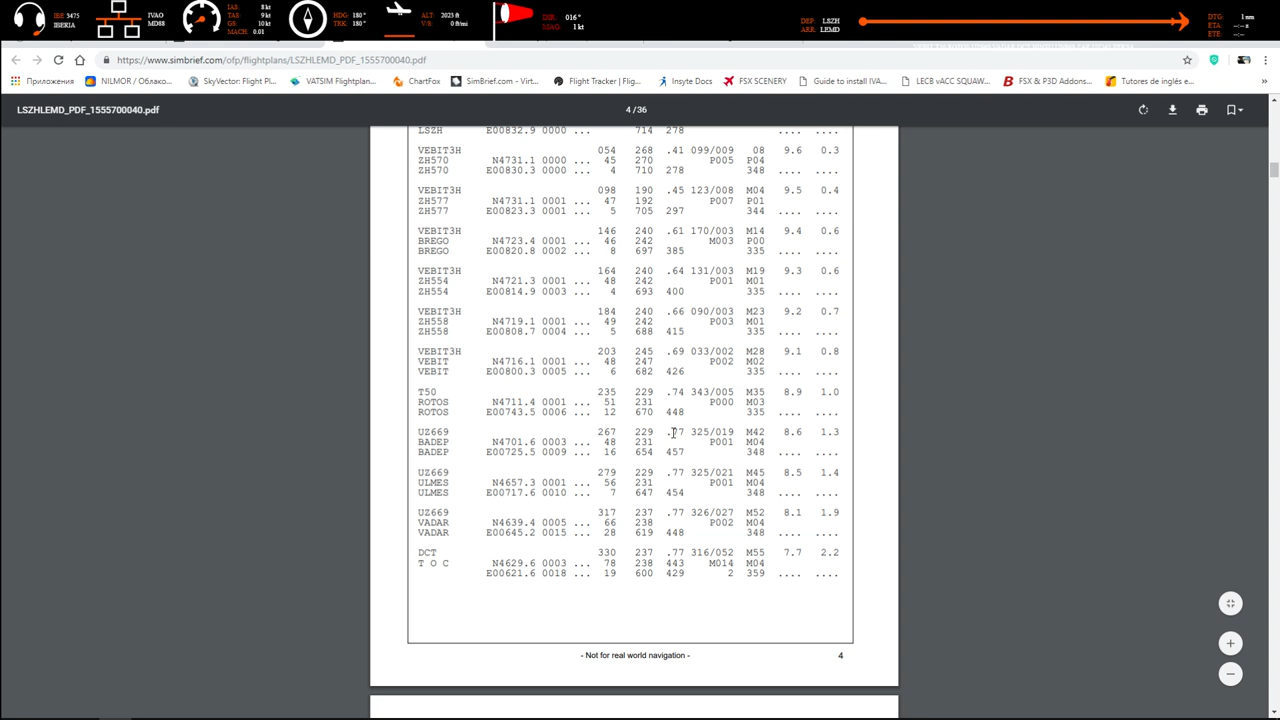 IBE 3475
IBERIA
IVAO
MD88
IAS: 8 kt
TAS: 9 kt
GS: 10 kt
MACH. 0.01
HDG: 180 °
TRK: 180 °
ALT: 2025 ft
V/S: 0 ft/mi
DIR: 016 °
MAG: 1 kt
DEP: LSZH
ARR: LEMD
DTG: 1 nm
ETA: --:-- z
ETE: --:--
https://www.simbrief.com/ofp/flightplans/LSZHLEMD_PDF_1555700040.pdf
Приложения NILMOR / Облако... SkyVector: Flight Pl... VATSIM Flightplan... ChartFox SimBrief.com - Virt... Flight Tracker | Flig... Insyte Docs FSX SCENERY Guide to install IVA... LECB vACC SQUAW... FSX & P3D Addons... Tutores de inglés e...
LSZHLEMD_PDF_1555700040.pdf 4 / 36
LSZH E00832.9 0000 ... 714 278 .... ....
VEBIT3H 054 268 .41 099/009 08 9.6 0.3
ZH570 N4731.1 0000 ... 45 270 P005 P04
ZH570 E00830.3 0000 ... 4 710 278 348 .... ....
VEBIT3H 098 190 .45 123/008 M04 9.5 0.4
ZH577 N4731.1 0001 ... 47 192 P007 P01
ZH577 E00823.3 0001 ... 5 705 297 344 .... ....
VEBIT3H 146 240 .61 170/003 M14 9.4 0.6
BREGO N4723.4 0001 ... 46 242 M003 P00
BREGO E00820.8 0002 ... 8 697 385 335 .... ....
VEBIT3H 164 240 .64 131/003 M19 9.3 0.6
ZH554 N4721.3 0001 ... 48 242 P001 M01
ZH554 E00814.9 0003 ... 4 693 400 335 .... ....
VEBIT3H 184 240 .66 090/003 M23 9.2 0.7
ZH558 N4719.1 0001 ... 49 242 P003 M01
ZH558 E00808.7 0004 ... 5 688 415 335 .... ....
VEBIT3H 203 245 .69 033/002 M28 9.1 0.8
VEBIT N4716.1 0001 ... 48 247 P002 M02
VEBIT E00800.3 0005 ... 6 682 426 335 .... ....
T50 235 229 .74 343/005 M35 8.9 1.0
ROTOS N4711.4 0001 ... 51 231 P000 M03
ROTOS E00743.5 0006 ... 12 670 448 335 .... ....
UZ669 267 229 .77 325/019 M42 8.6 1.3
BADEP N4701.6 0003 ... 48 231 P001 M04
BADEP E00725.5 0009 ... 16 654 457 348 .... ....
UZ669 279 229 .77 325/021 M45 8.5 1.4
ULMES N4657.3 0001 ... 56 231 P001 M04
ULMES E00717.6 0010 ... 7 647 454 348 .... ....
UZ669 317 237 .77 326/027 M52 8.1 1.9
VADAR N4639.4 0005 ... 66 238 P002 M04
VADAR E00645.2 0015 ... 28 619 448 348 .... ....
DCT 330 237 .77 316/052 M55 7.7 2.2
T O C N4629.6 0003 ... 78 238 443 M014 M04
E00621.6 0018 ... 19 600 429 2 359 .... ....
- Not for real world navigation - 4